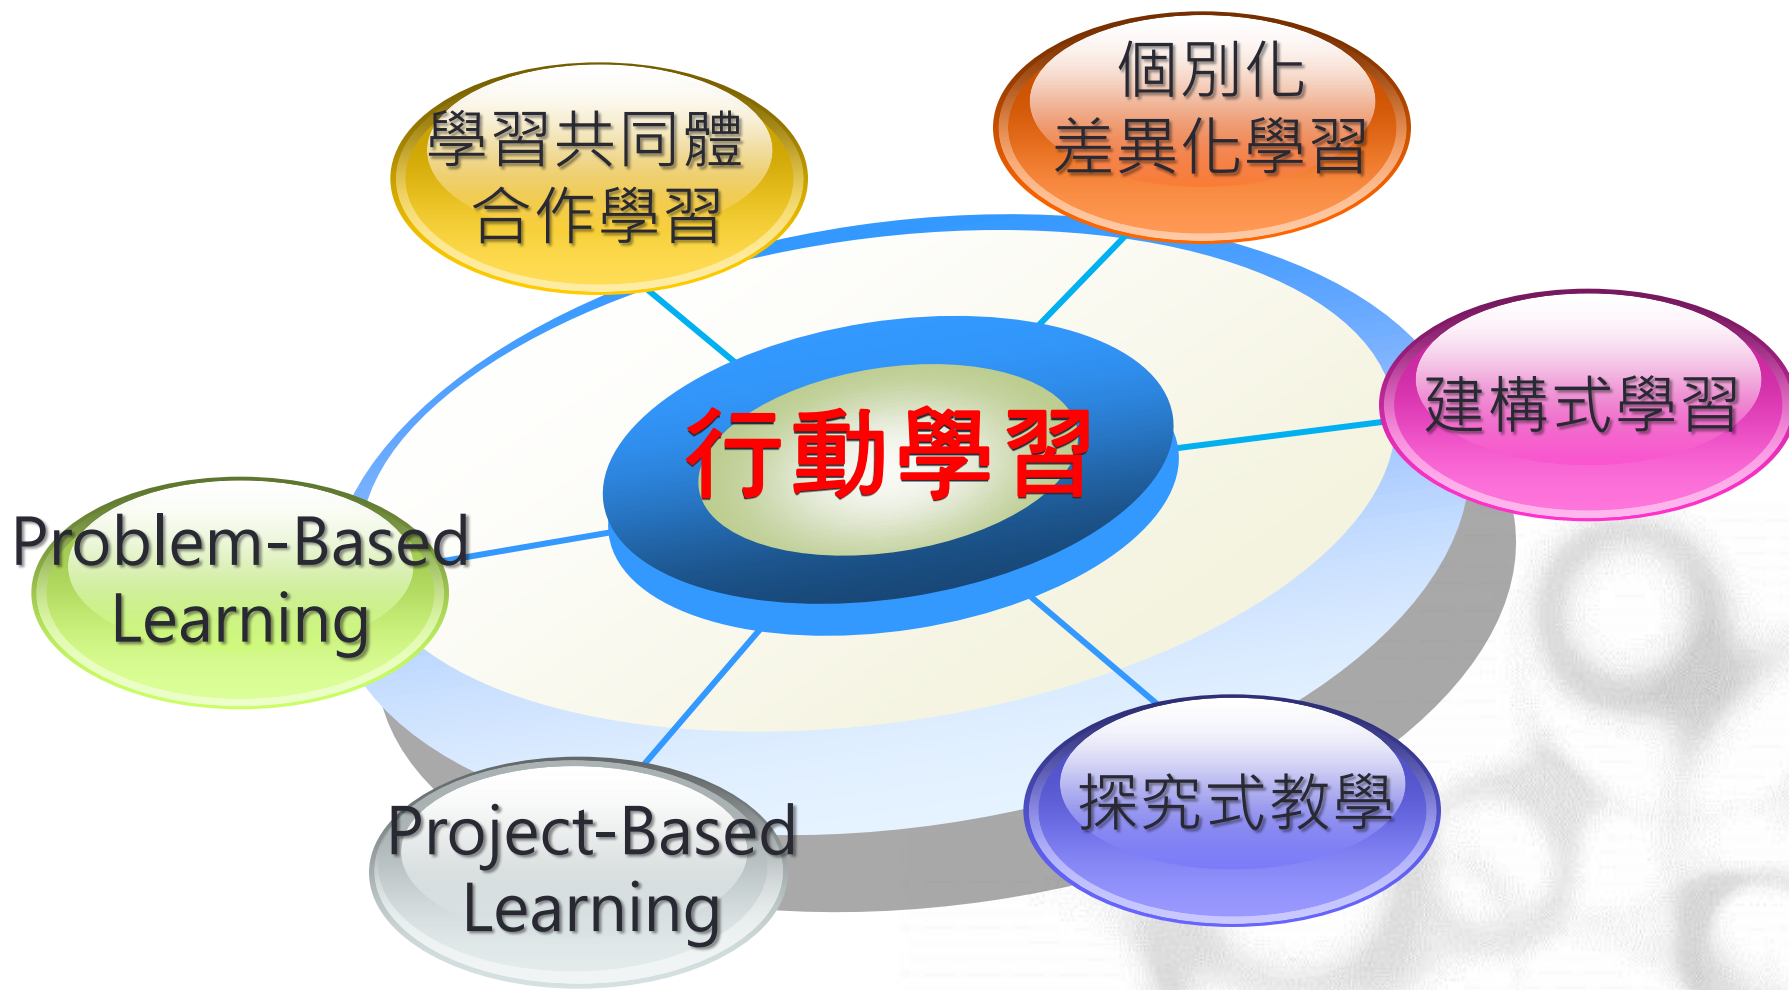 個別化
差異化學習
學習共同體
合作學習
建構式學習
行動學習
Problem-Based
Learning
探究式教學
Project-Based
Learning